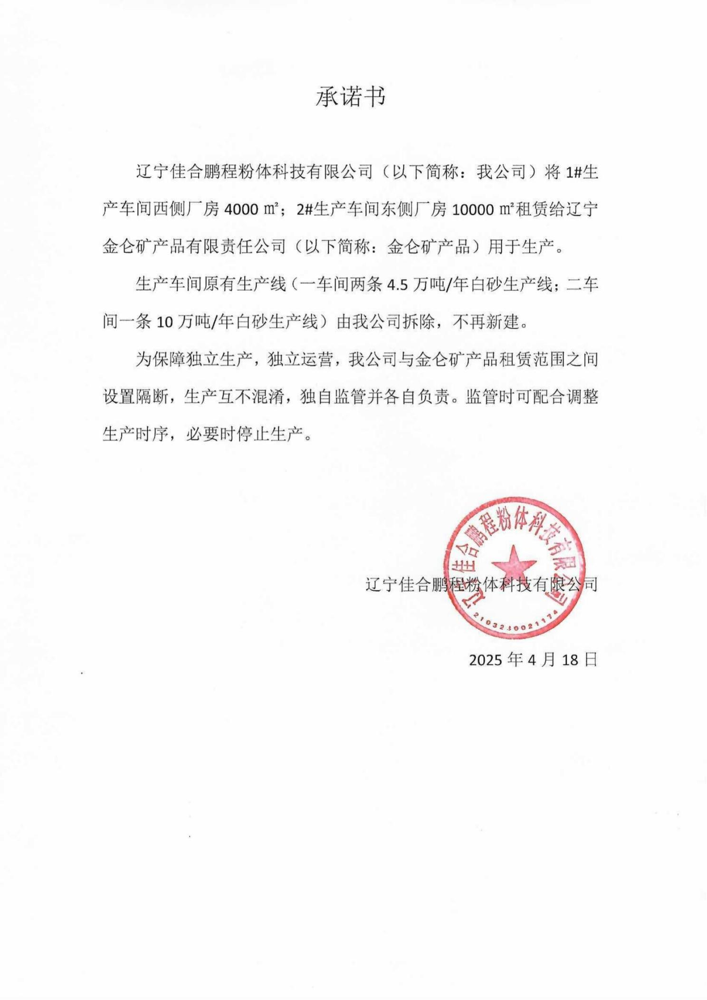 承诺书
辽宁佳合鹏程粉体科技有限公司（以下简称：我公司）将 1#生
产车间西侧厂房 4000 ㎡；2#生产车间东侧厂房 10000 ㎡租赁给辽宁
金仑矿产品有限责任公司（以下简称：金仑矿产品）用于生产。
生产车间原有生产线（一车间两条 4.5 万吨/年白砂生产线；二车
间一条 10 万吨/年白砂生产线）由我公司拆除，不再新建。
为保障独立生产，独立运营，我公司与金仑矿产品租赁范围之间
设置隔断，生产互不混淆，独自监管并各自负责。监管时可配合调整
生产时序，必要时停止生产。
辽宁佳合鹏程粉体科技有限公司
辽宁佳合鹏程粉体科技有限公司
2103230021174
2025 年 4 月 18 日